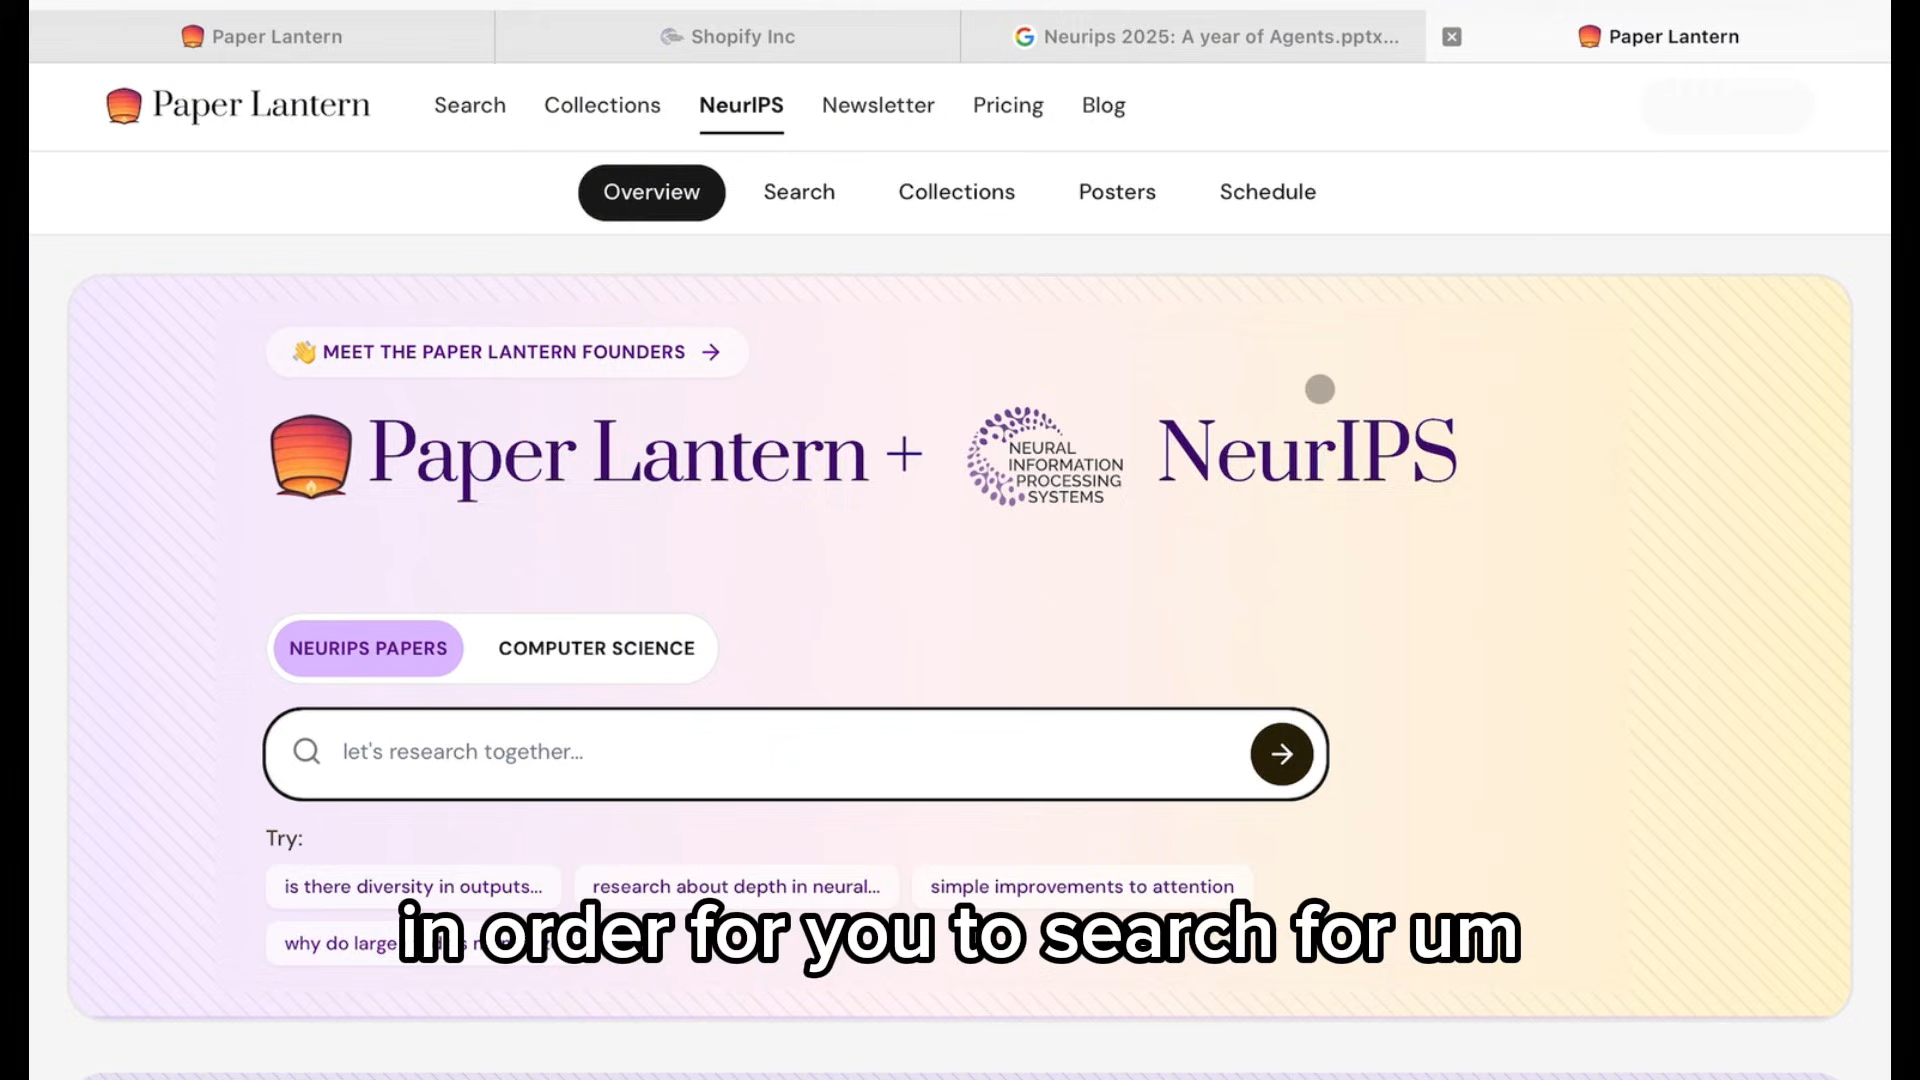 Paper Lantern
Shopify Inc
Neurips 2025: A year of Agents.pptx...
Paper Lantern
Paper Lantern
Search
Collections
NeurIPS
Newsletter
Pricing
Blog
Overview
Search
Collections
Posters
Schedule
👋 MEET THE PAPER LANTERN FOUNDERS →
Paper Lantern +
NEURAL
INFORMATION
PROCESSING
SYSTEMS
NeurIPS
NEURIPS PAPERS
COMPUTER SCIENCE
let's research together...
Try:
is there diversity in outputs...
research about depth in neural...
simple improvements to attention
why do large
in order for you to search for um